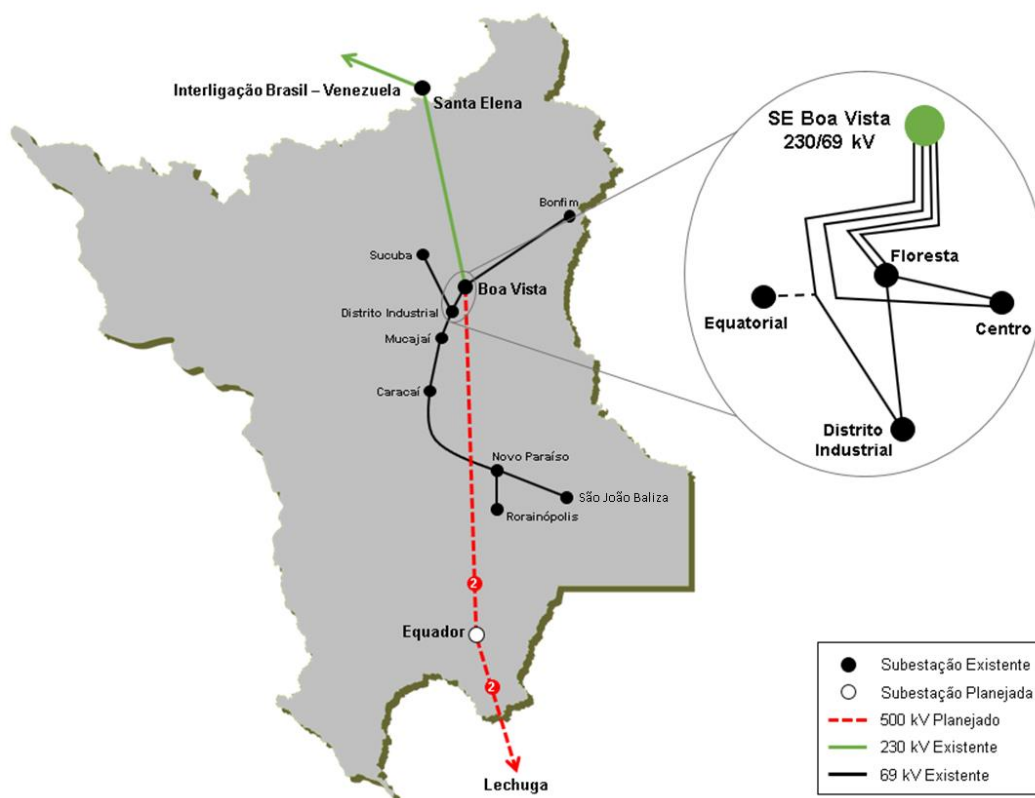 Interligação Brasil – Venezuela
Santa Elena
Bonfim
Sucuba
Boa Vista
Distrito Industrial
Mucajaí
Caracaí
Novo Paraíso
São João Baliza
Rorainópolis
2
Equador
2
Lechuga
SE Boa Vista
230/69 kV
Floresta
Equatorial
Centro
Distrito
Industrial
Subestação Existente
Subestação Planejada
500 kV Planejado
230 kV Existente
69 kV Existente